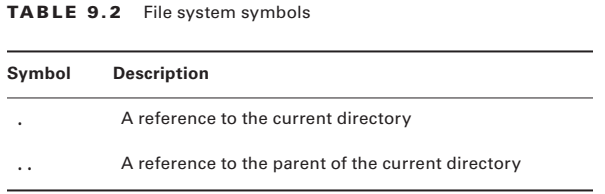 TABLE 9.2 File system symbols
Symbol Description
. A reference to the current directory
.. A reference to the parent of the current directory